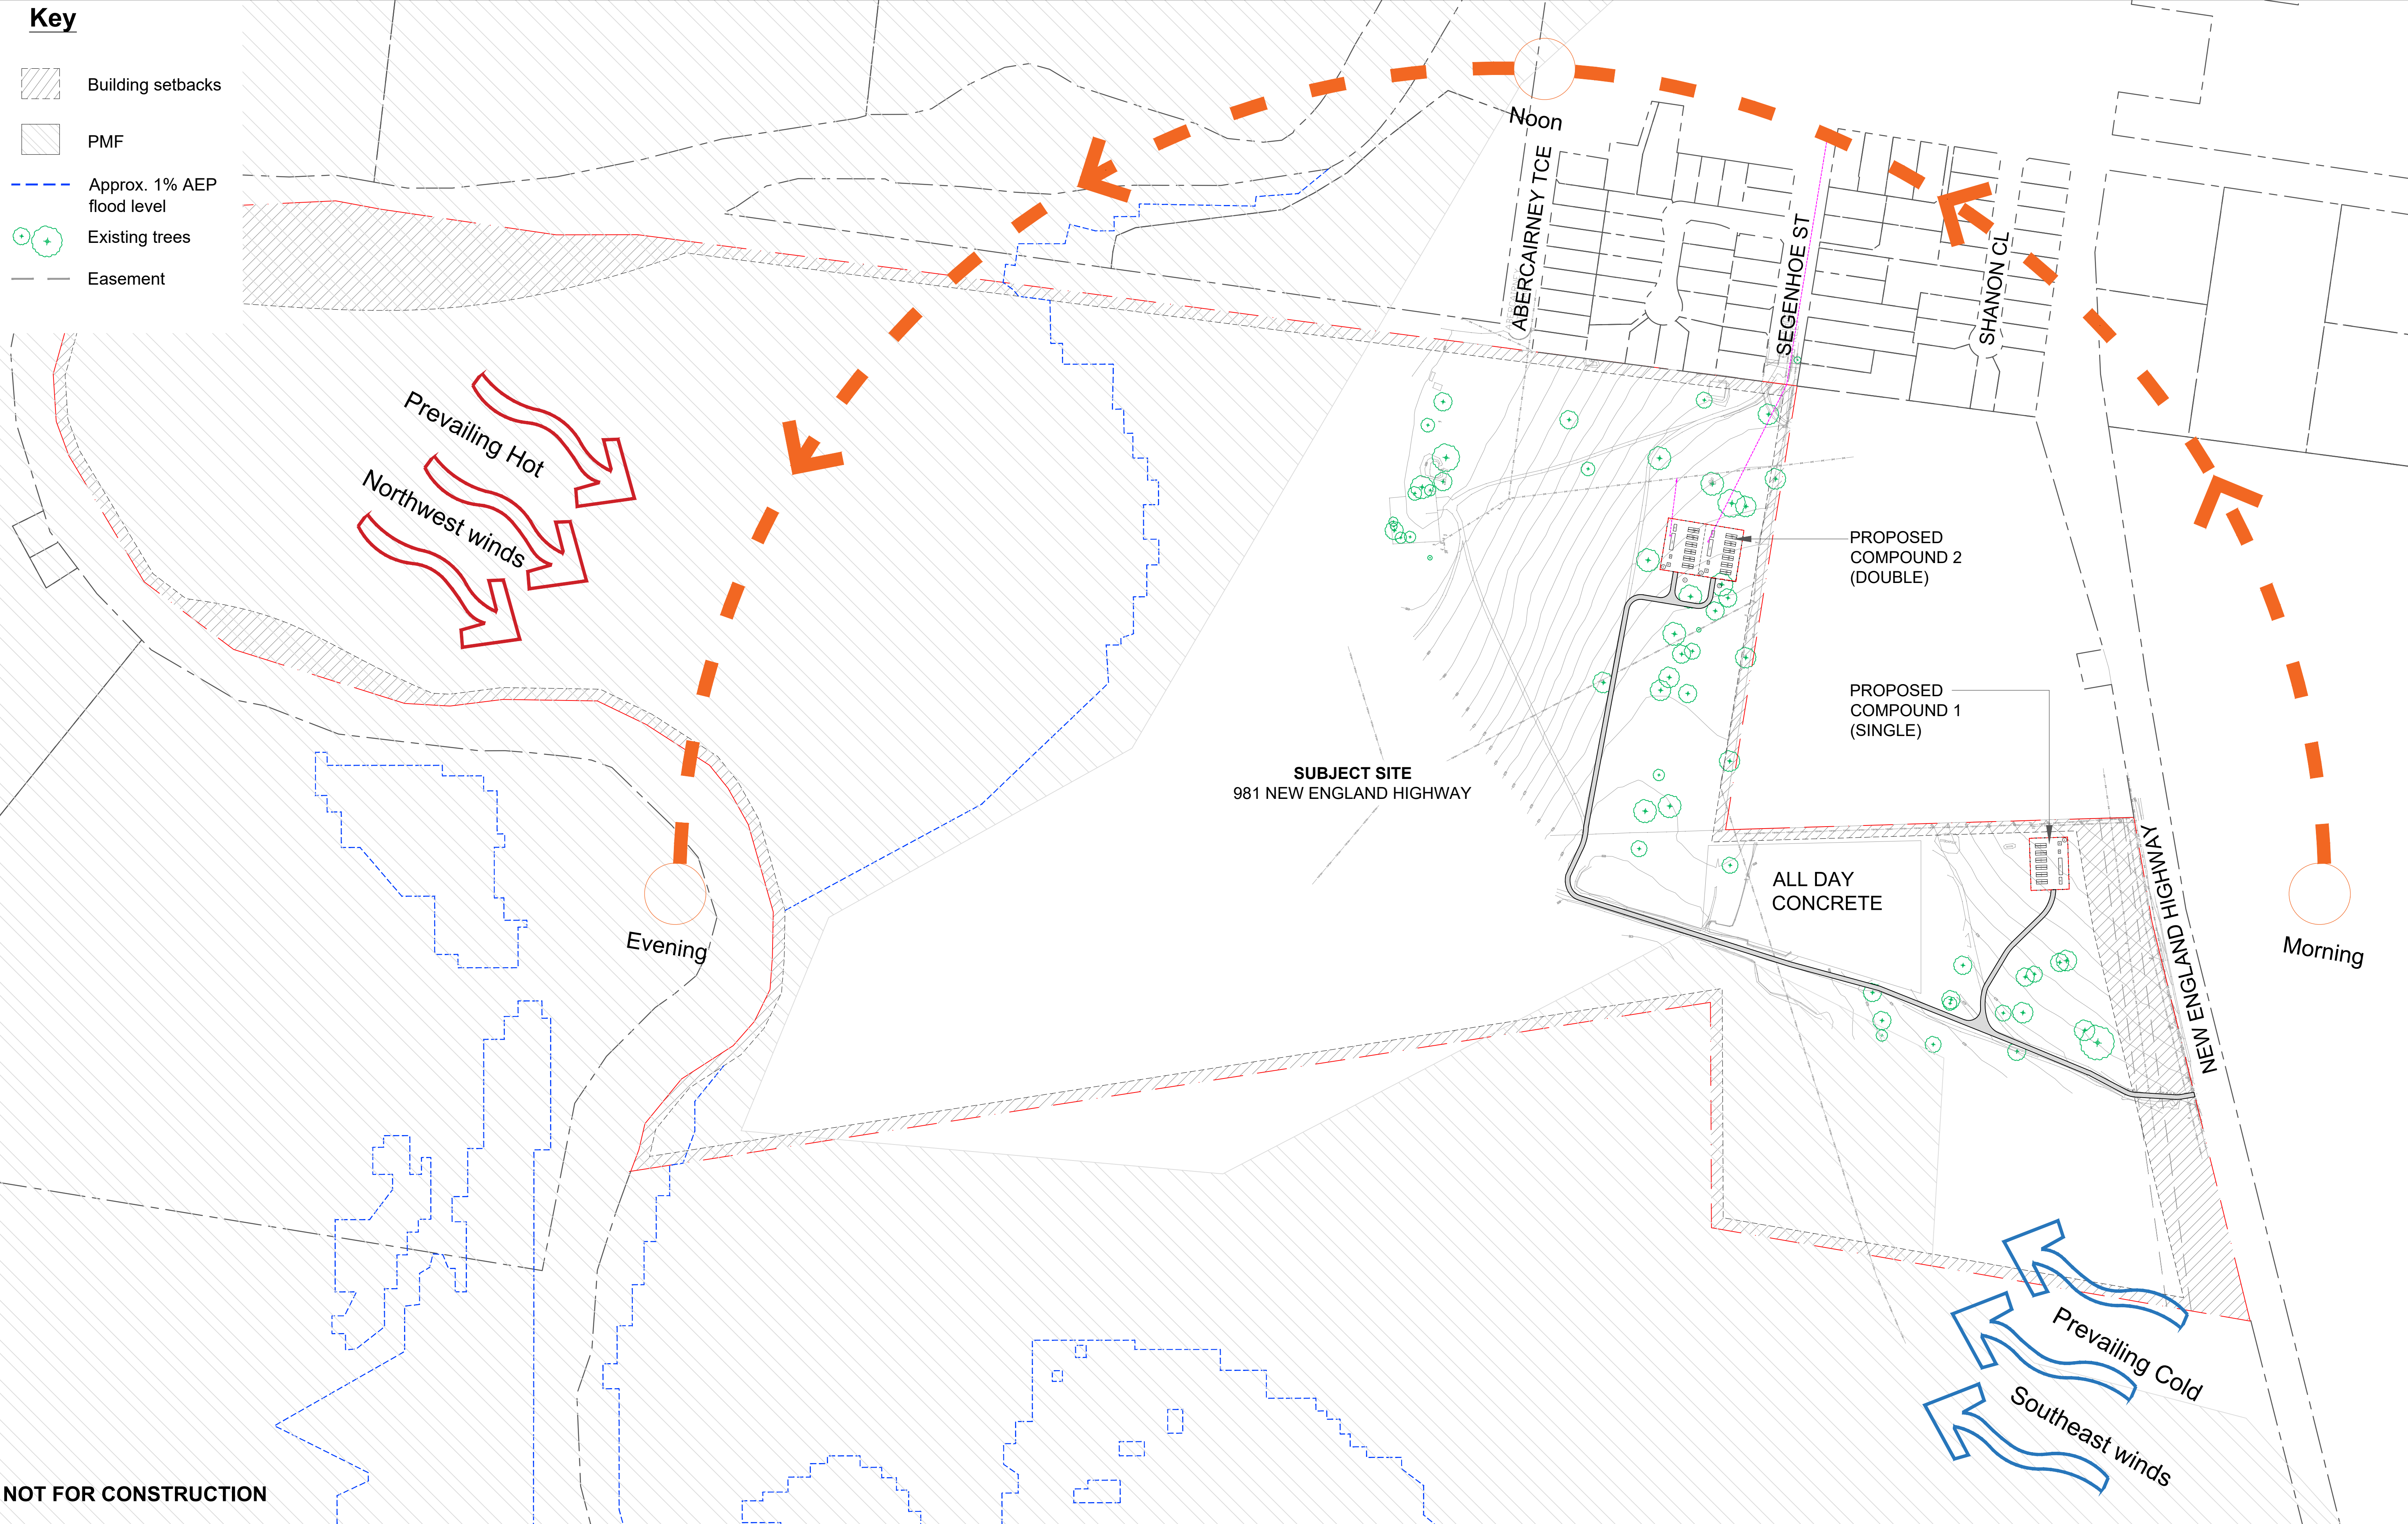 Key
Building setbacks
PMF
Approx. 1% AEP
flood level
Existing trees
Easement
Noon
ABERCAIRNEY TCE
SEGENHOE ST
SHANON CL
Prevailing Hot
Northwest winds
PROPOSED
COMPOUND 2
(DOUBLE)
PROPOSED
COMPOUND 1
(SINGLE)
SUBJECT SITE
981 NEW ENGLAND HIGHWAY
ALL DAY
CONCRETE
NEW ENGLAND HIGHWAY
Evening
Morning
Prevailing Cold
Southeast winds
NOT FOR CONSTRUCTION